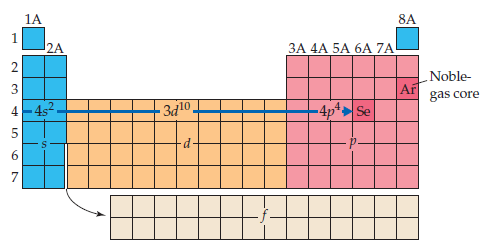 1A 8A
1 2A 3A 4A 5A 6A 7A
2
3 Ar Noble-gas core
4 4s² 3d¹⁰ 4p⁴ Se
5 s d p
6
7
f